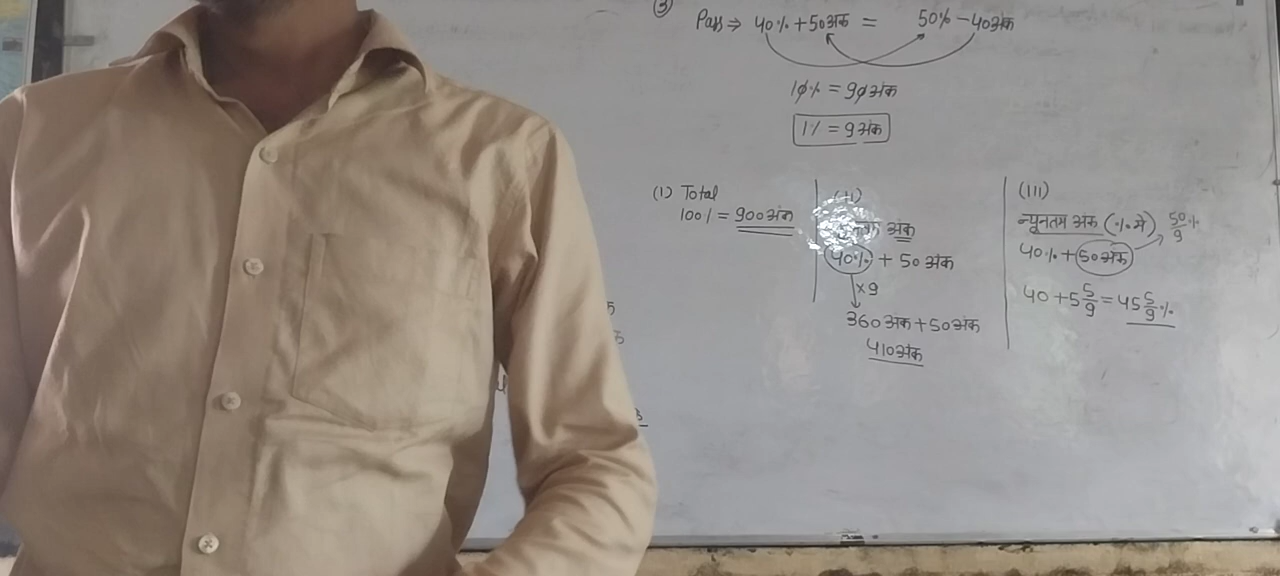 ③ Pass ⇒ 40% + 50 अंक = 50% - 40 अंक
10% = 90 अंक
1% = 9 अंक
(I) Total
100% = 900 अंक
(II)
अंक
40% + 50 अंक
×9
360 अंक + 50 अंक
410 अंक
(III)
न्यूनतम अंक (% में) 50/9 %
40% + 50 अंक
40 + 5 5/9 = 45 5/9 %